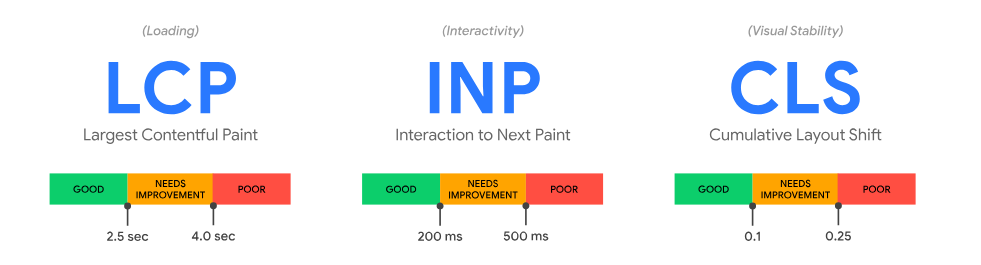 (Loading)
LCP
Largest Contentful Paint
GOOD
NEEDS
IMPROVEMENT
POOR
2.5 sec
4.0 sec
(Interactivity)
INP
Interaction to Next Paint
GOOD
NEEDS
IMPROVEMENT
POOR
200 ms
500 ms
(Visual Stability)
CLS
Cumulative Layout Shift
GOOD
NEEDS
IMPROVEMENT
POOR
0.1
0.25